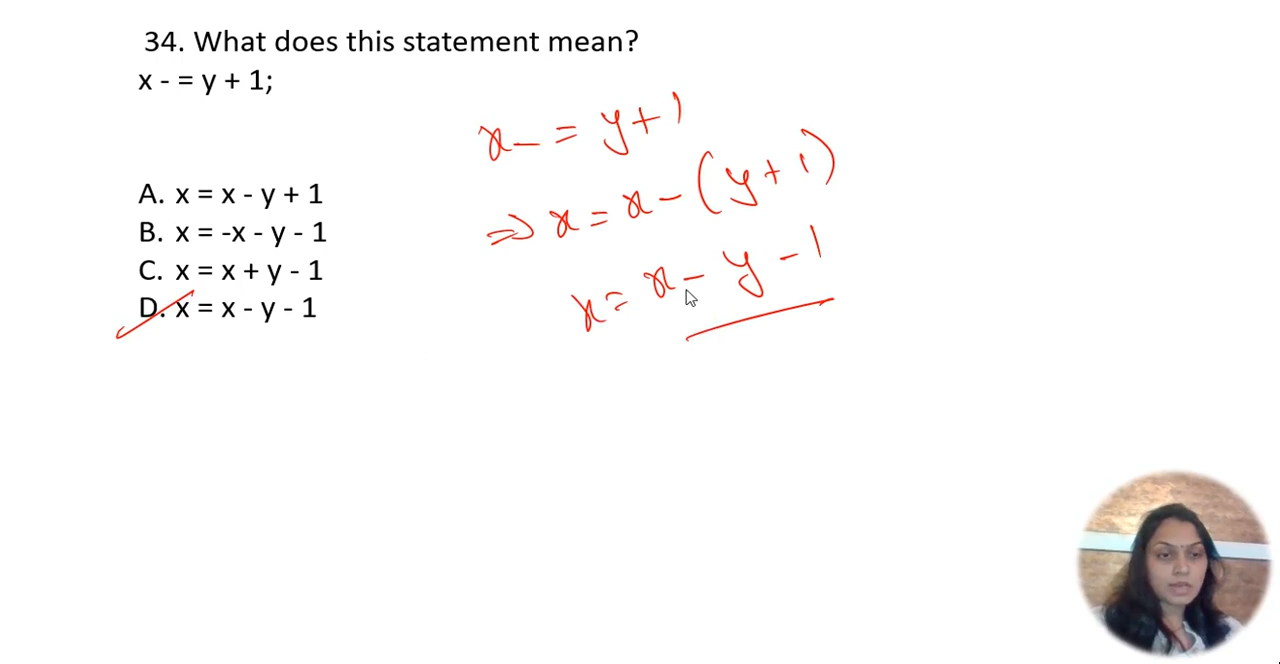 34. What does this statement mean?
x - = y + 1;
x - = y + 1
⇒ x = x - (y + 1)
x = x - y - 1
A. x = x - y + 1
B. x = -x - y - 1
C. x = x + y - 1
D. x = x - y - 1